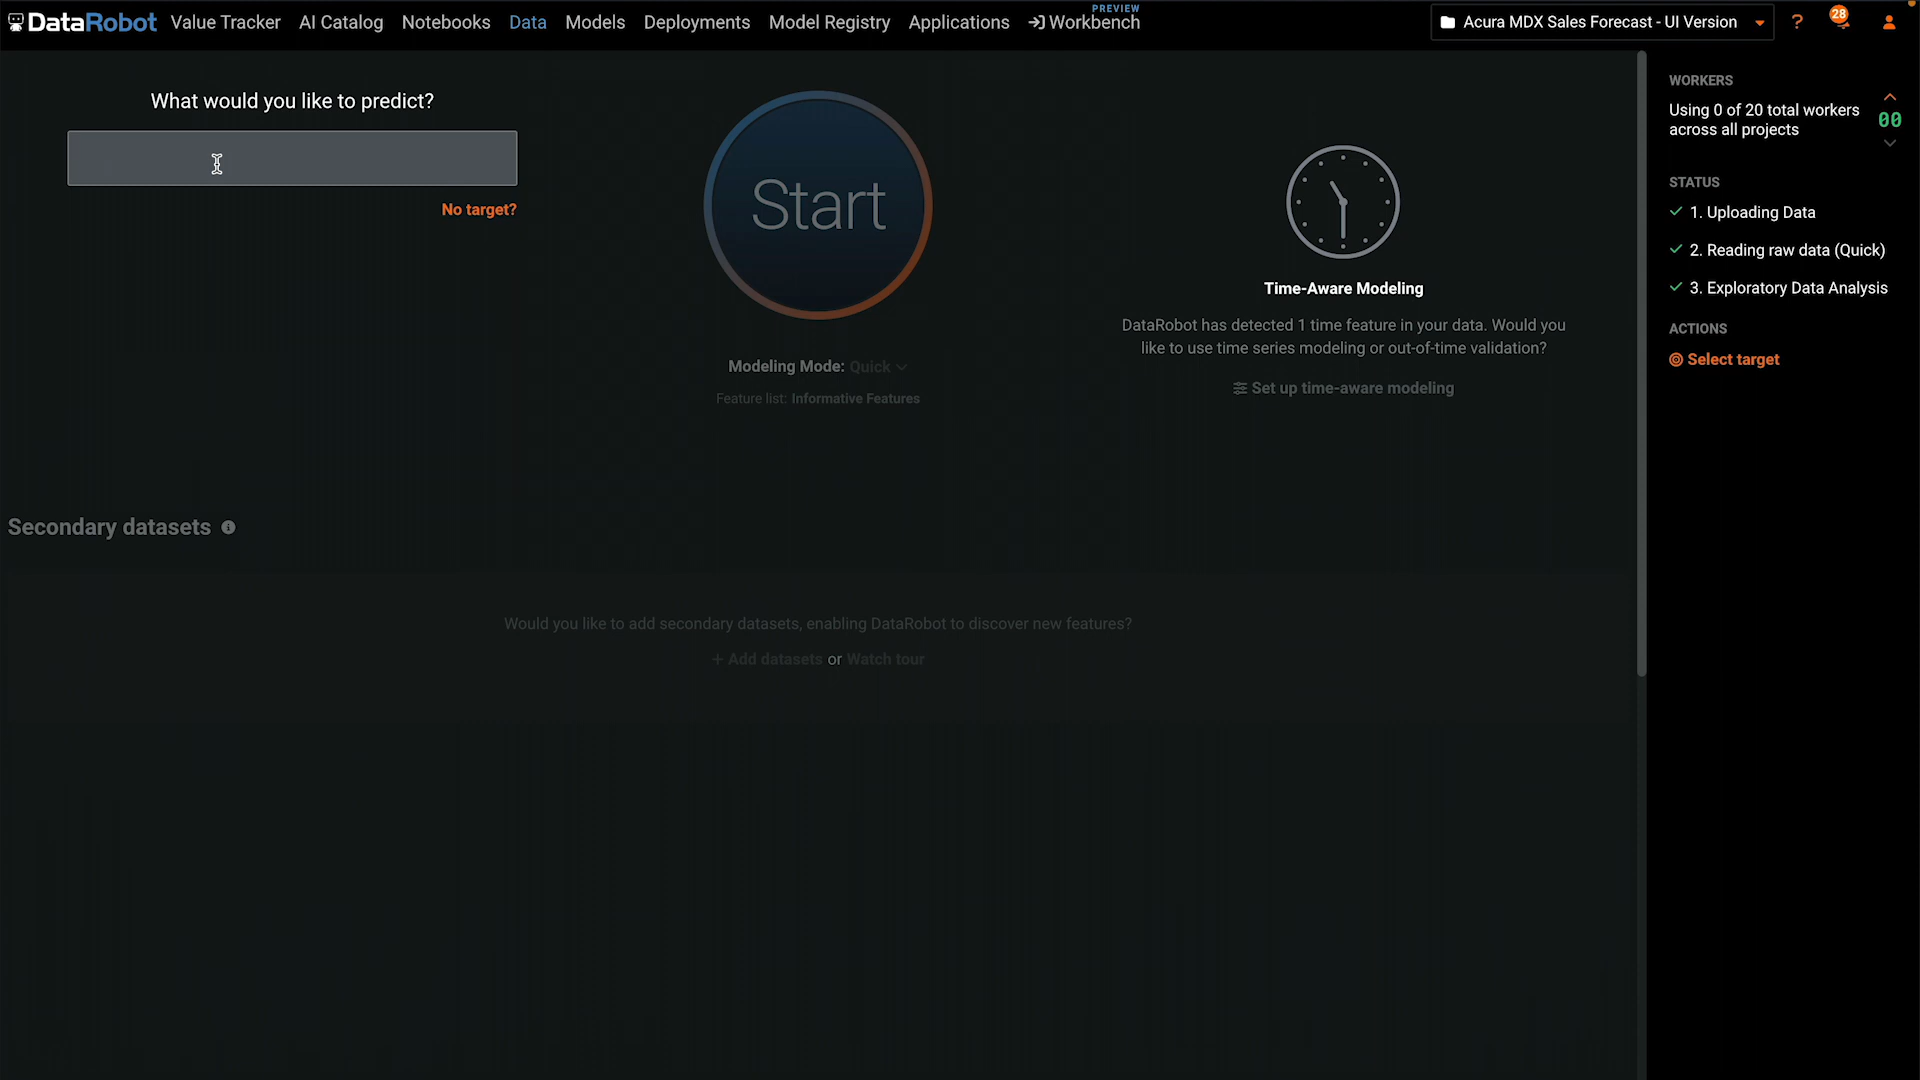 DataRobot Value Tracker AI Catalog Notebooks Data Models Deployments Model Registry Applications Workbench PREVIEW
Acura MDX Sales Forecast - UI Version ? 28
What would you like to predict?
No target?
Start
Modeling Mode: Quick
Feature list: Informative Features
Time-Aware Modeling
DataRobot has detected 1 time feature in your data. Would you
like to use time series modeling or out-of-time validation?
Set up time-aware modeling
Secondary datasets
Would you like to add secondary datasets, enabling DataRobot to discover new features?
+ Add datasets or Watch tour
WORKERS
Using 0 of 20 total workers
across all projects
00
STATUS
1. Uploading Data
2. Reading raw data (Quick)
3. Exploratory Data Analysis
ACTIONS
Select target